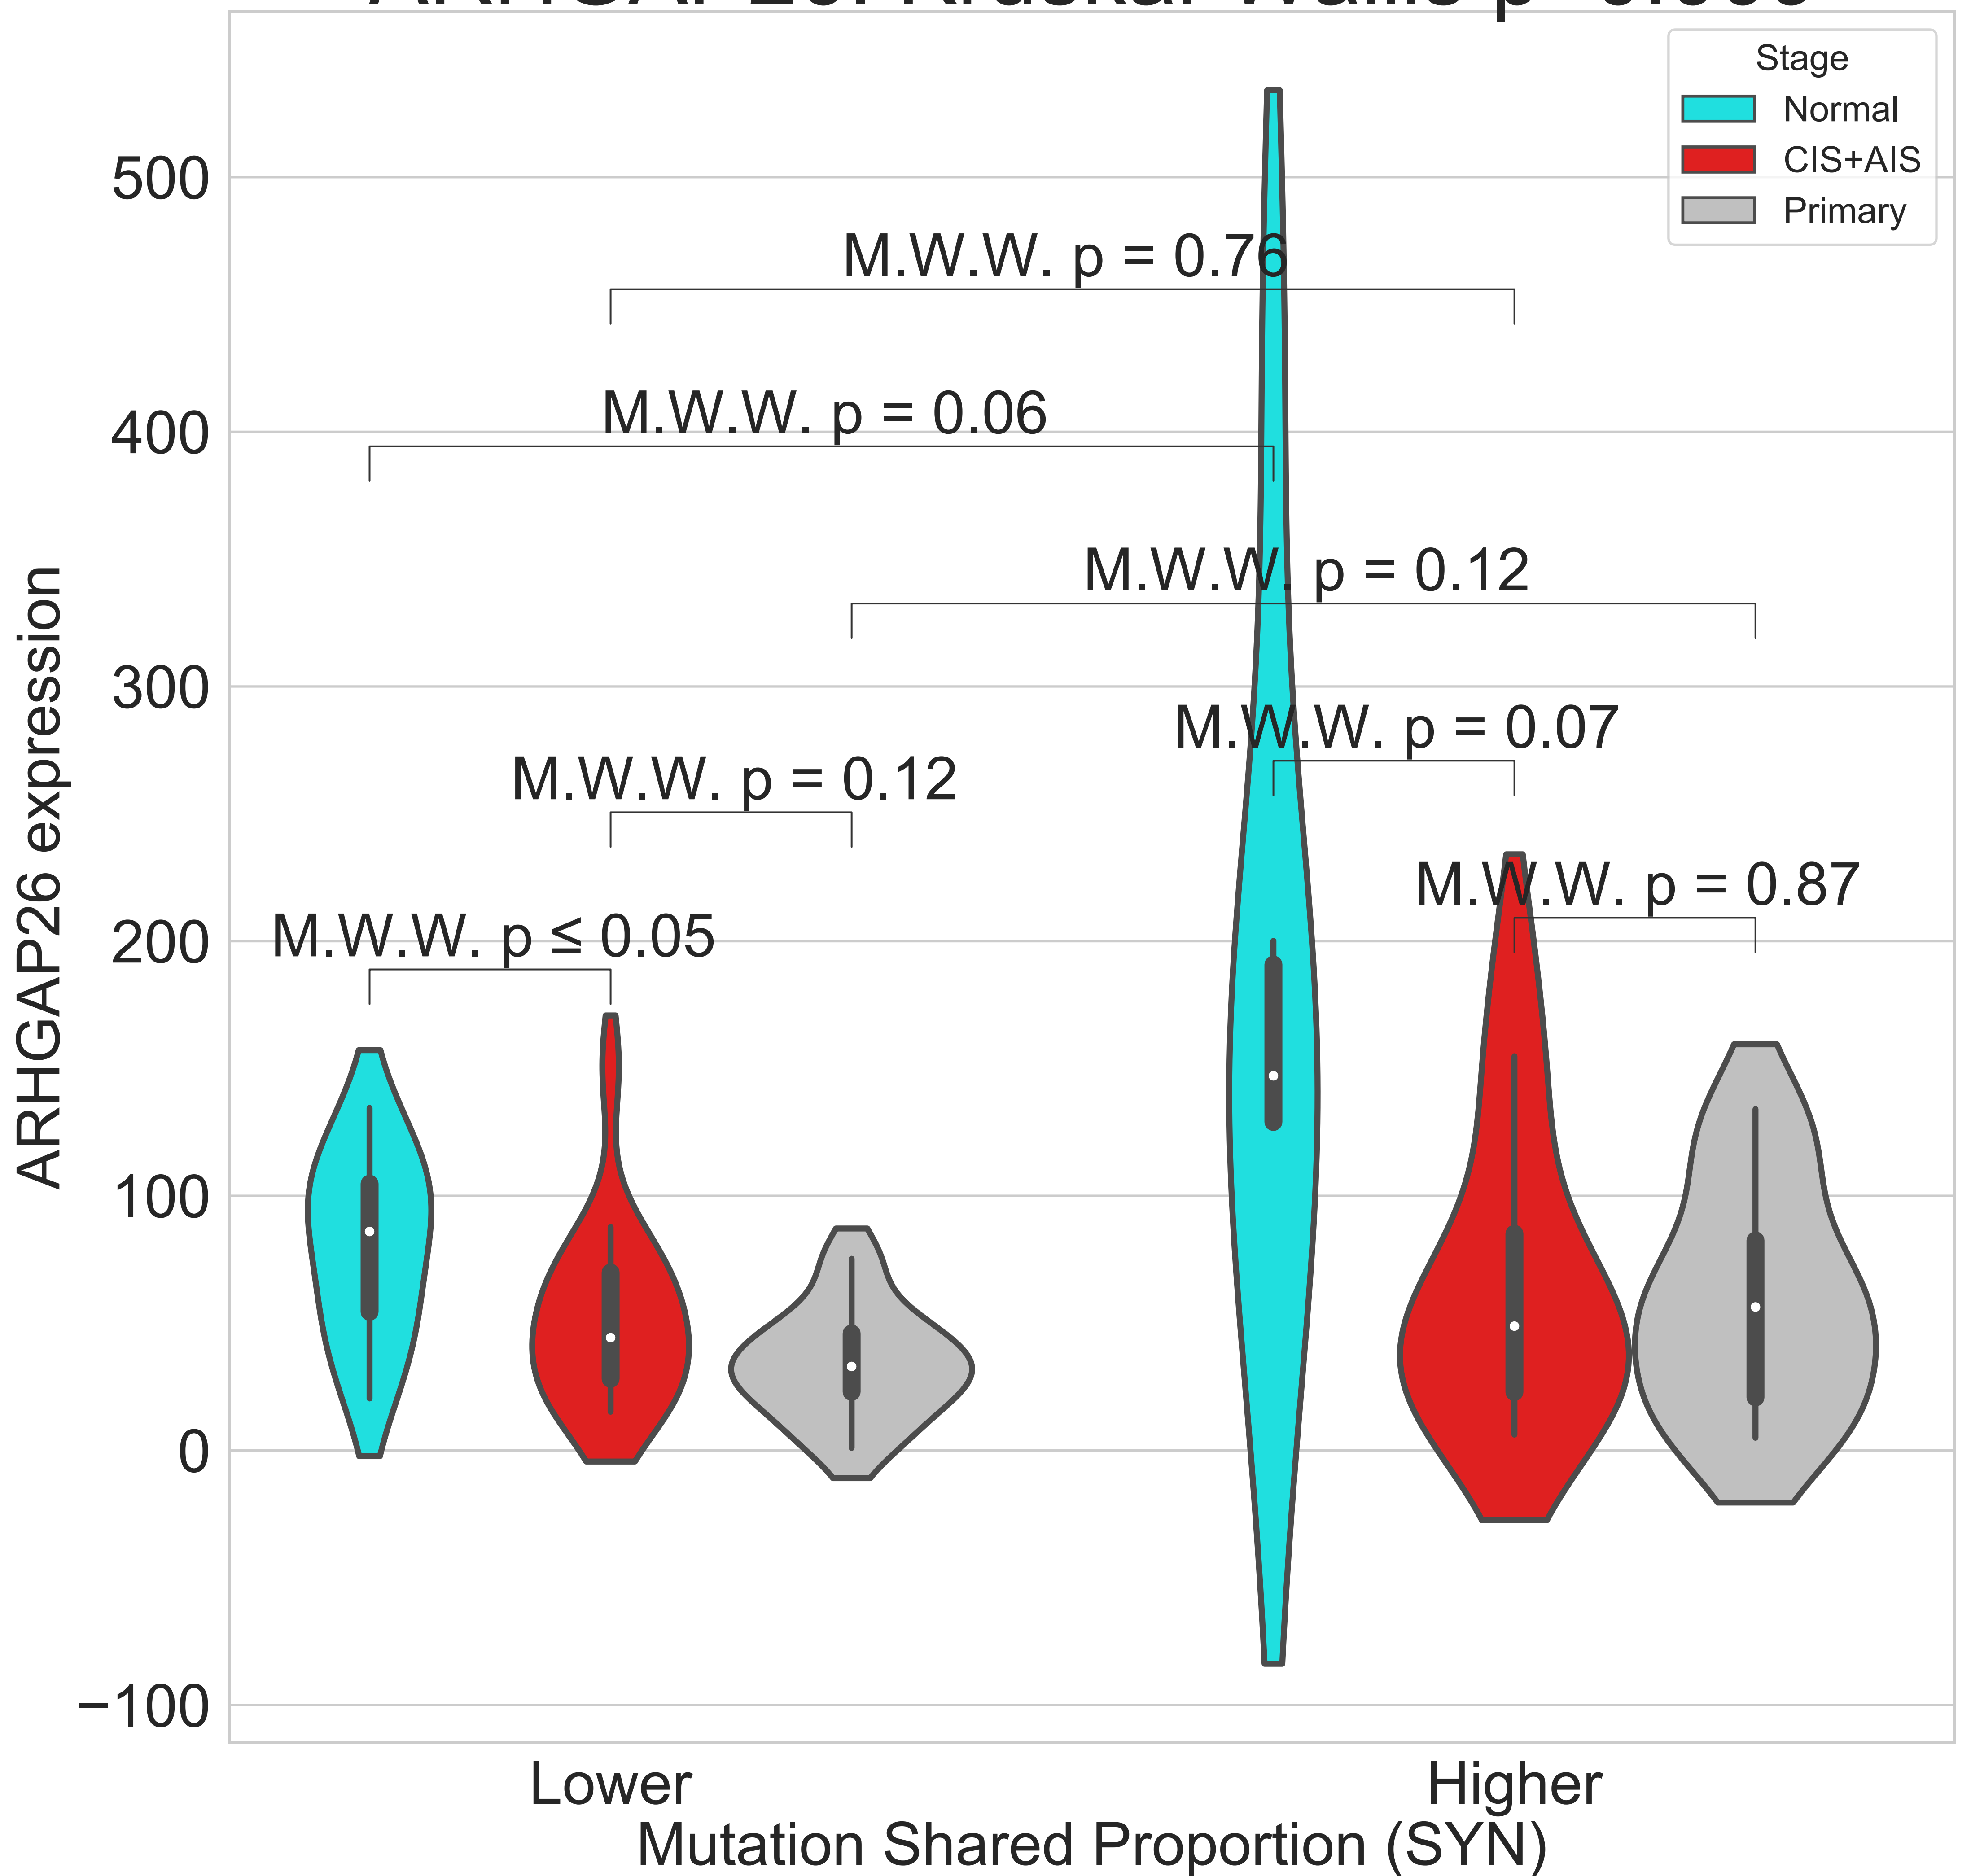 Stage
Normal
CIS+AIS
Primary
500
400
300
200
100
0
−100
ARHGAP26 expression
M.W.W. p = 0.76
M.W.W. p = 0.06
M.W.W. p = 0.12
M.W.W. p = 0.07
M.W.W. p = 0.12
M.W.W. p = 0.87
M.W.W. p ≤ 0.05
Lower
Higher
Mutation Shared Proportion (SYN)